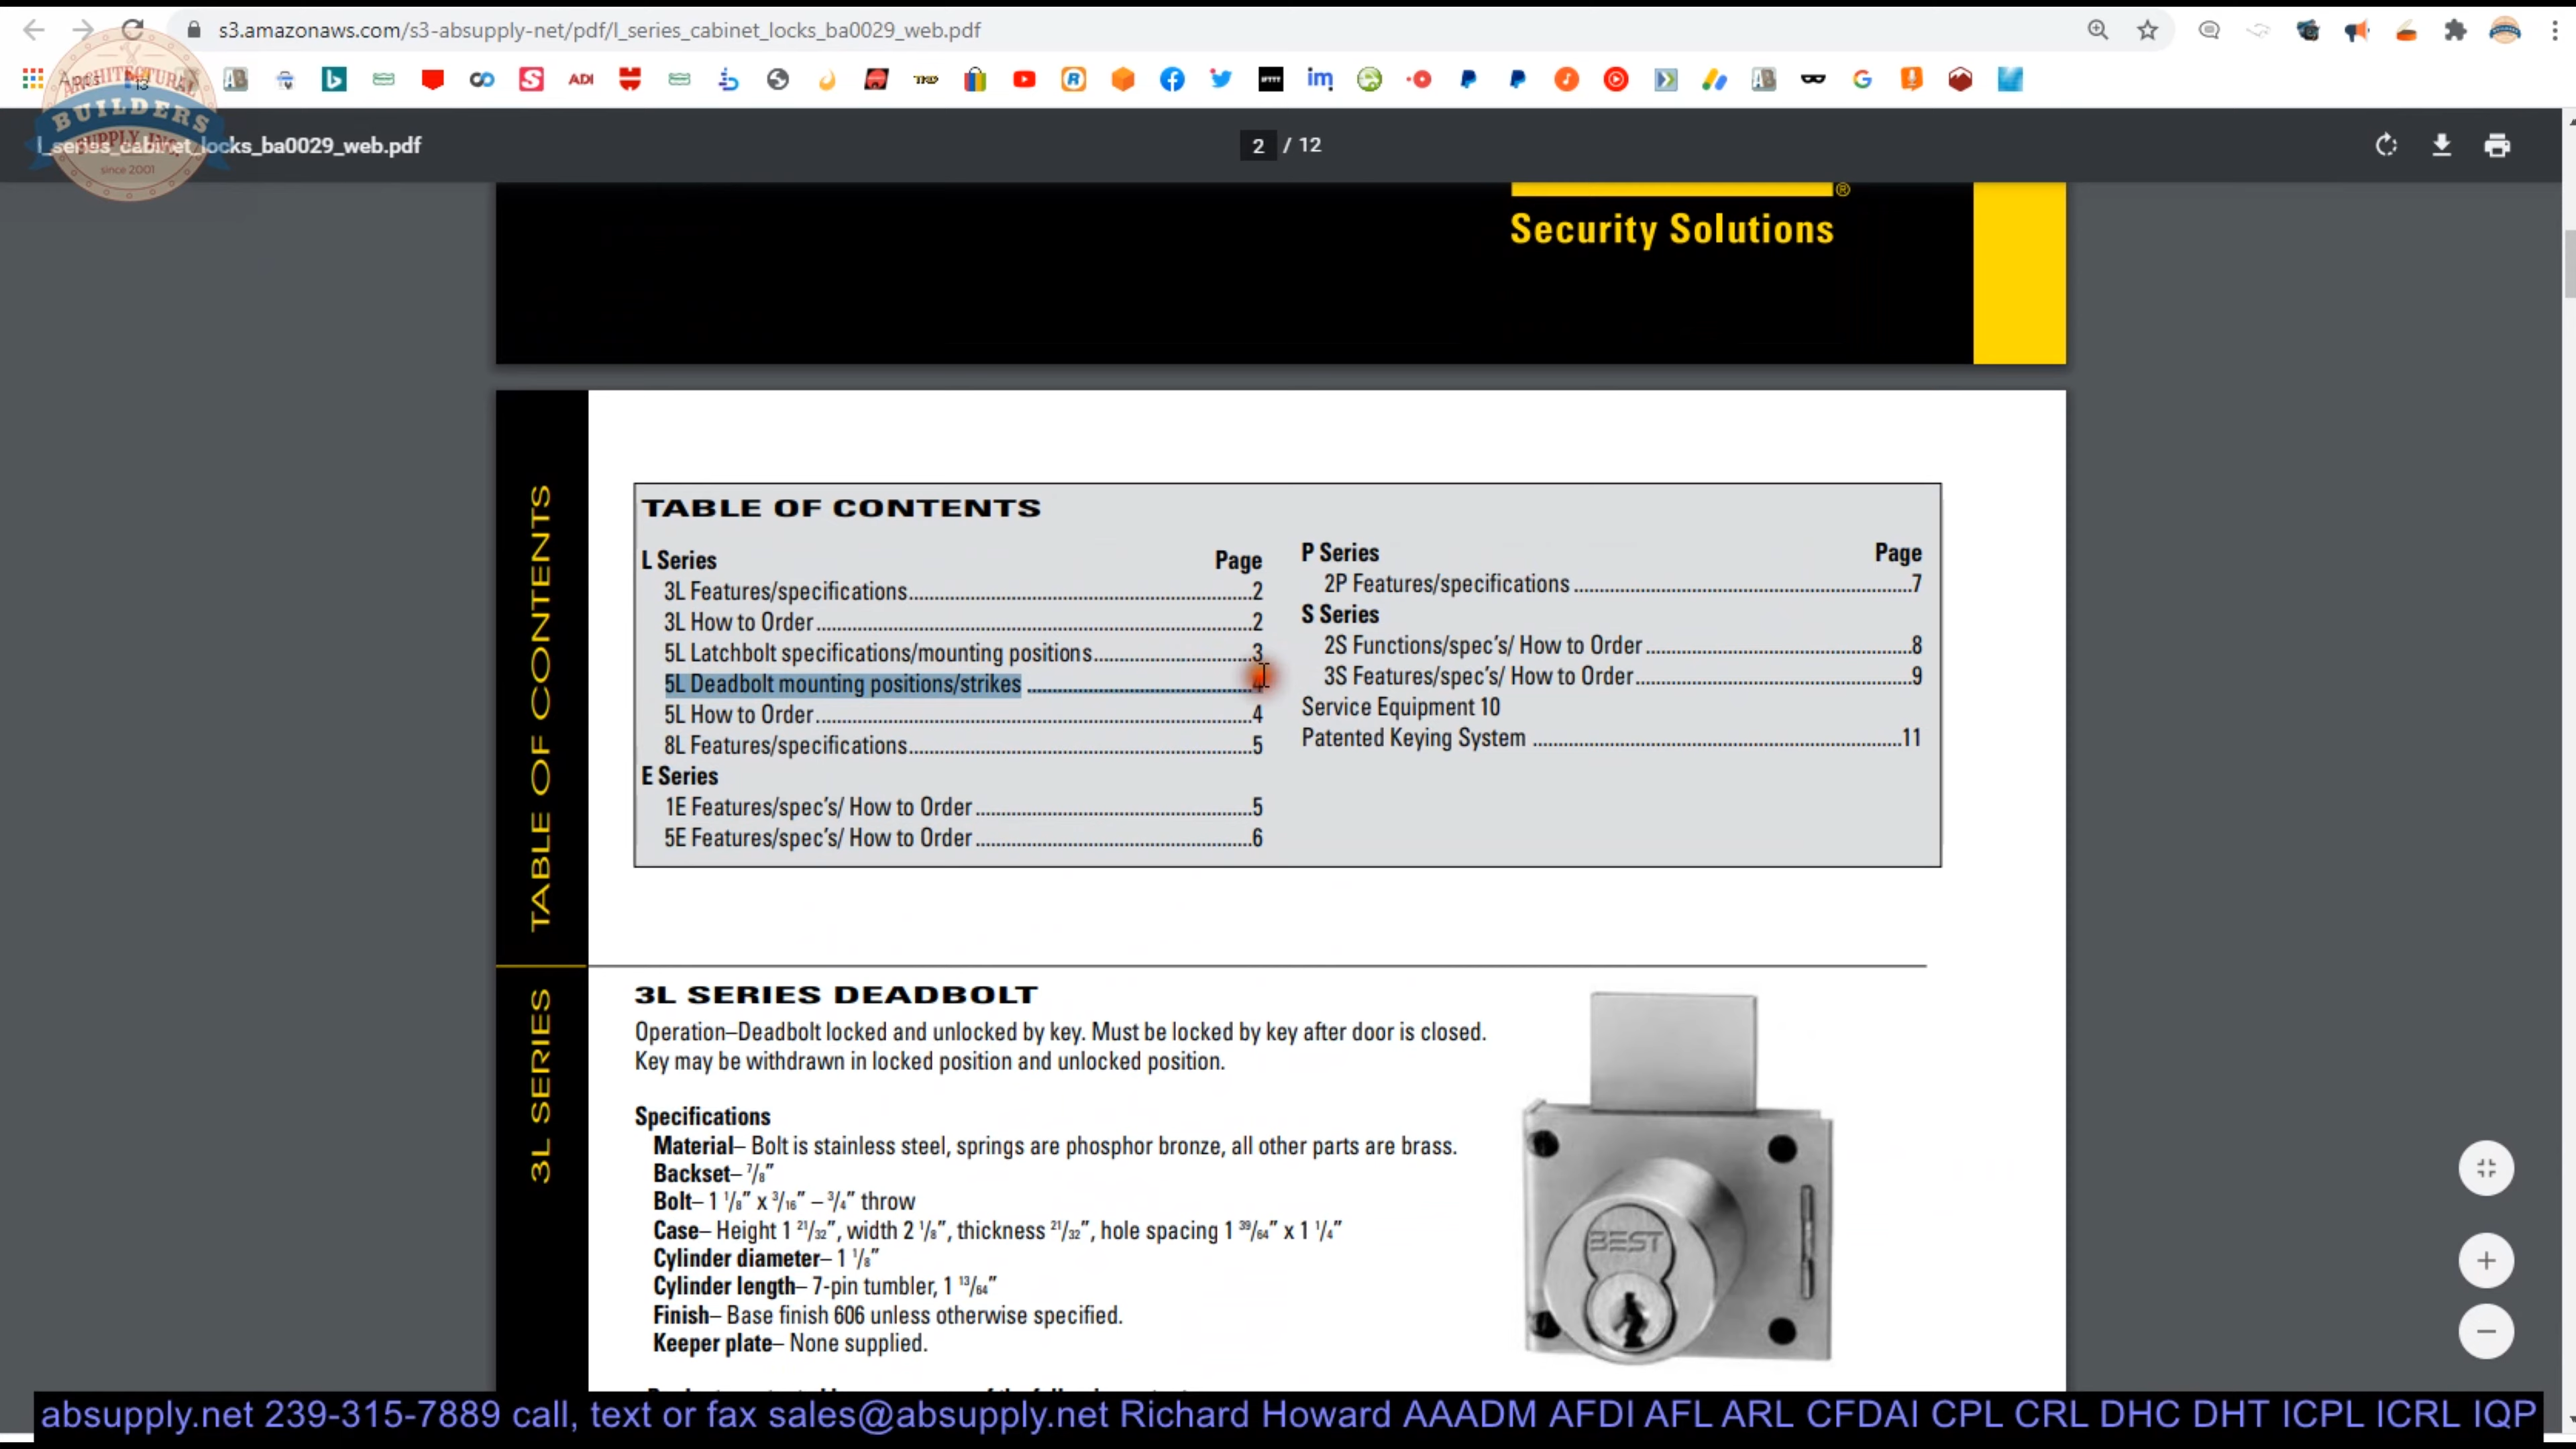 s3.amazonaws.com/s3-absupply-net/pdf/l_series_cabinet_locks_ba0029_web.pdf
Apps
ARCHITECTURAL
BUILDERS
SUPPLY INC.
since 2001
l_series_cabinet_locks_ba0029_web.pdf
2 / 12
Security Solutions
®
TABLE OF CONTENTS
TABLE OF CONTENTS
L Series Page
3L Features/specifications 2
3L How to Order 2
5L Latchbolt specifications/mounting positions 3
5L Deadbolt mounting positions/strikes 4
5L How to Order 4
8L Features/specifications 5
E Series
1E Features/spec's/ How to Order 5
5E Features/spec's/ How to Order 6
P Series Page
2P Features/specifications 7
S Series
2S Functions/spec's/ How to Order 8
3S Features/spec's/ How to Order 9
Service Equipment 10
Patented Keying System 11
3L SERIES
3L SERIES DEADBOLT
Operation–Deadbolt locked and unlocked by key. Must be locked by key after door is closed.
Key may be withdrawn in locked position and unlocked position.
Specifications
Material– Bolt is stainless steel, springs are phosphor bronze, all other parts are brass.
Backset– 7/8"
Bolt– 1 1/8" x 3/16" – 3/4" throw
Case– Height 1 21/32", width 2 1/8", thickness 21/32", hole spacing 1 39/64" x 1 1/4"
Cylinder diameter– 1 1/8"
Cylinder length– 7-pin tumbler, 1 13/64"
Finish– Base finish 606 unless otherwise specified.
Keeper plate– None supplied.
BEST
absupply.net 239-315-7889 call, text or fax sales@absupply.net Richard Howard AAADM AFDI AFL ARL CFDAI CPL CRL DHC DHT ICPL ICRL IQP